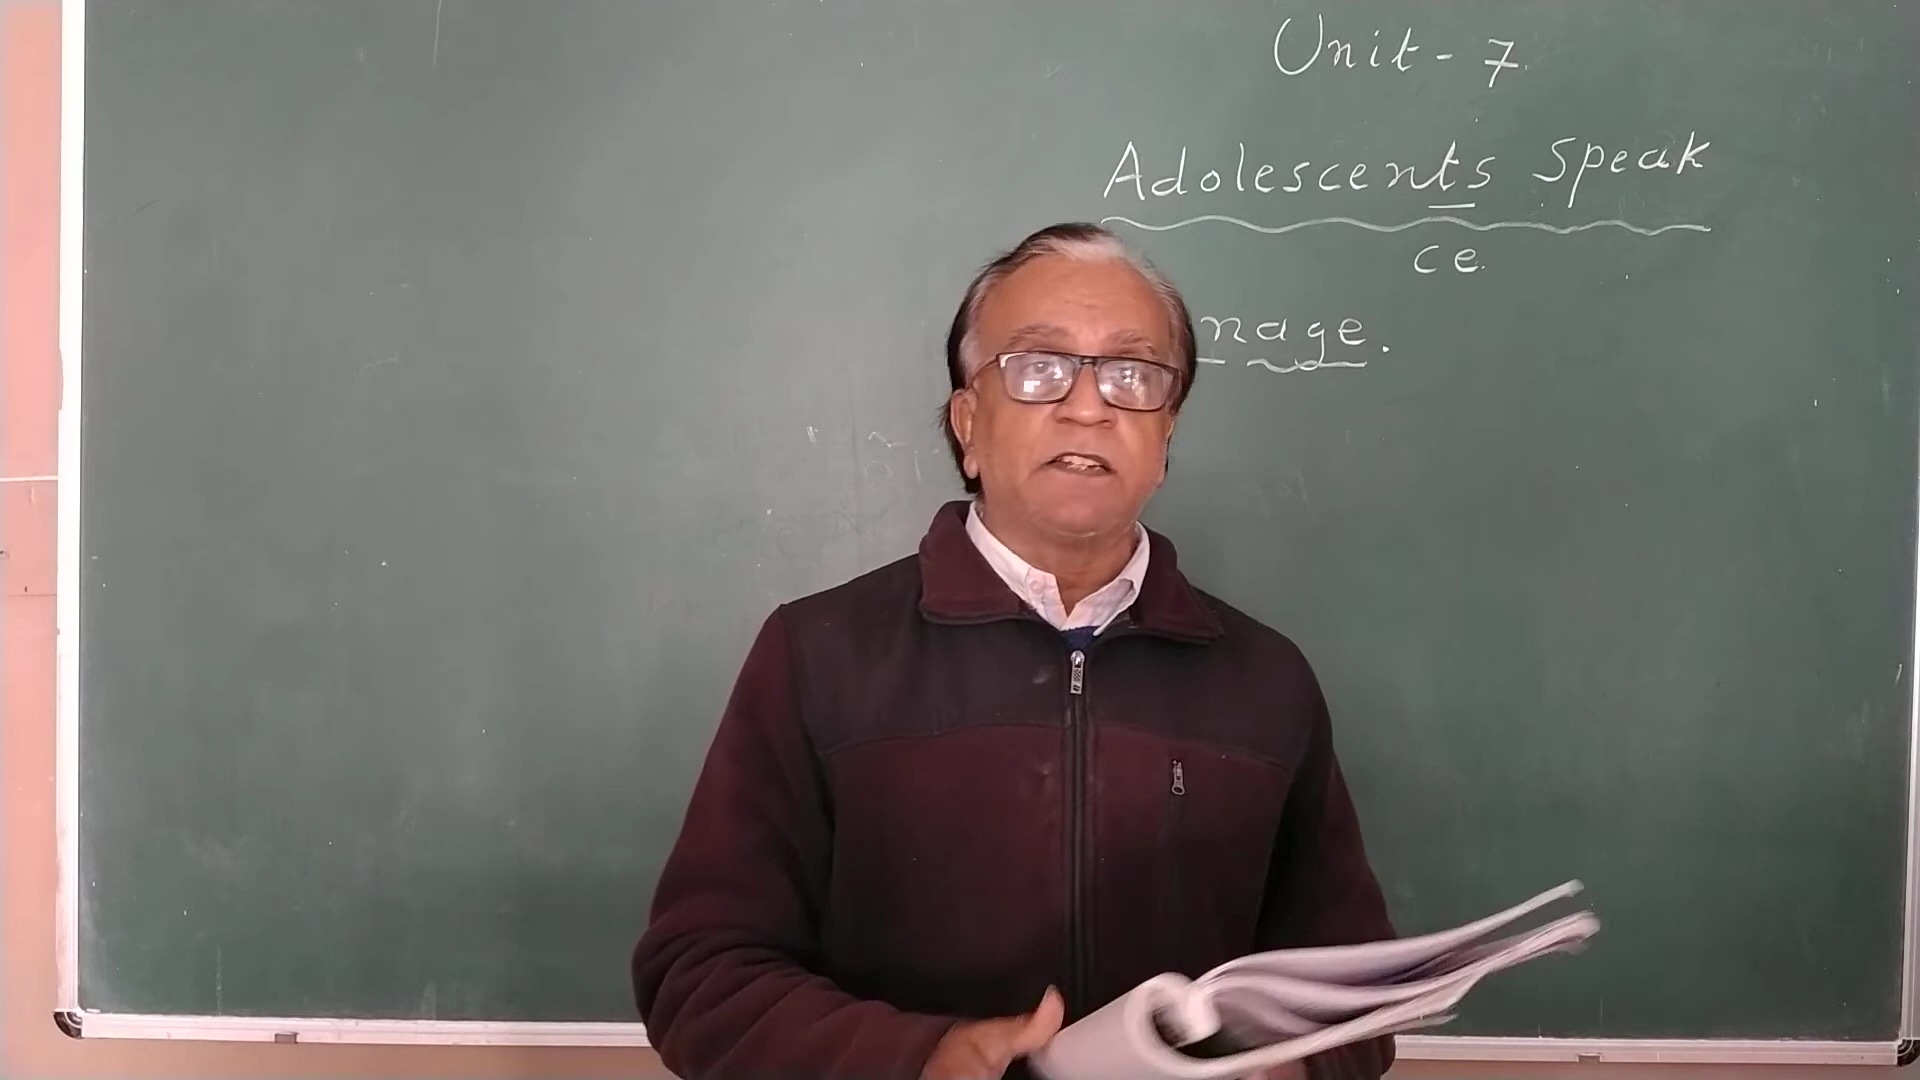 Unit - 7.
Adolescents Speak
ce.
nage.